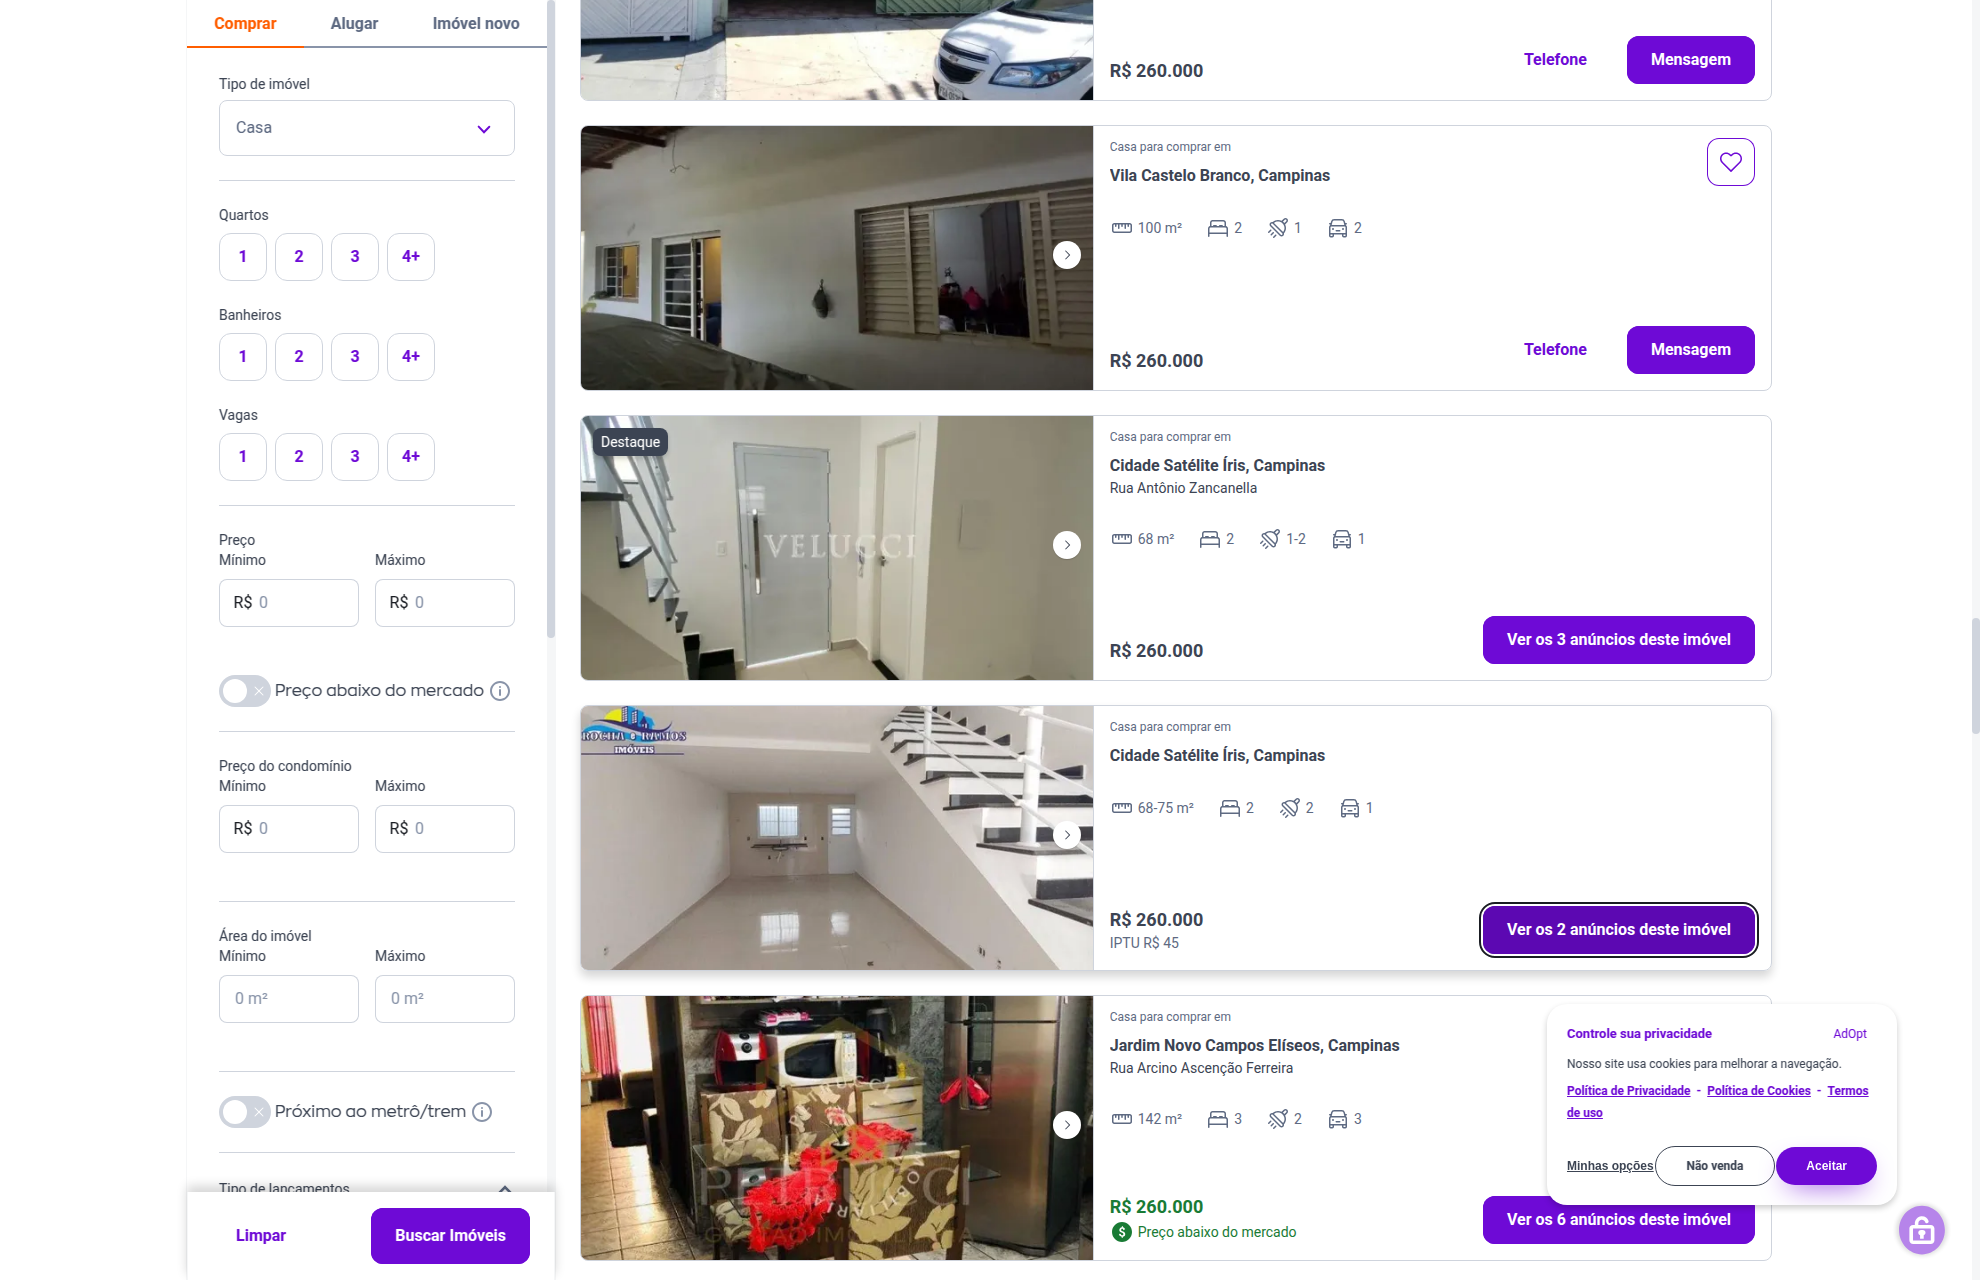 Comprar
Alugar
Imóvel novo
Tipo de imóvel
Casa
Quartos
1
2
3
4+
Banheiros
1
2
3
4+
Vagas
1
2
3
4+
Preço
Mínimo
Máximo
R$ 0
R$ 0
Preço abaixo do mercado
Preço do condomínio
Mínimo
Máximo
R$ 0
R$ 0
Área do imóvel
Mínimo
Máximo
0 m²
0 m²
Próximo ao metrô/trem
Tipo de lançamentos
Limpar
Buscar Imóveis
R$ 260.000
Telefone
Mensagem
Casa para comprar em
Vila Castelo Branco, Campinas
100 m²
2
1
2
R$ 260.000
Telefone
Mensagem
Destaque
VELUCCI
Casa para comprar em
Cidade Satélite Íris, Campinas
Rua Antônio Zancanella
68 m²
2
1-2
1
R$ 260.000
Ver os 3 anúncios deste imóvel
ROCHA e RAMOS
IMÓVEIS
Casa para comprar em
Cidade Satélite Íris, Campinas
68-75 m²
2
2
1
R$ 260.000
IPTU R$ 45
Ver os 2 anúncios deste imóvel
Casa para comprar em
Jardim Novo Campos Elíseos, Campinas
Rua Arcino Ascenção Ferreira
142 m²
3
2
3
R$ 260.000
Preço abaixo do mercado
Ver os 6 anúncios deste imóvel
Controle sua privacidade
AdOpt
Nosso site usa cookies para melhorar a navegação.
Política de Privacidade - Política de Cookies - Termos
de uso
Minhas opções
Não venda
Aceitar